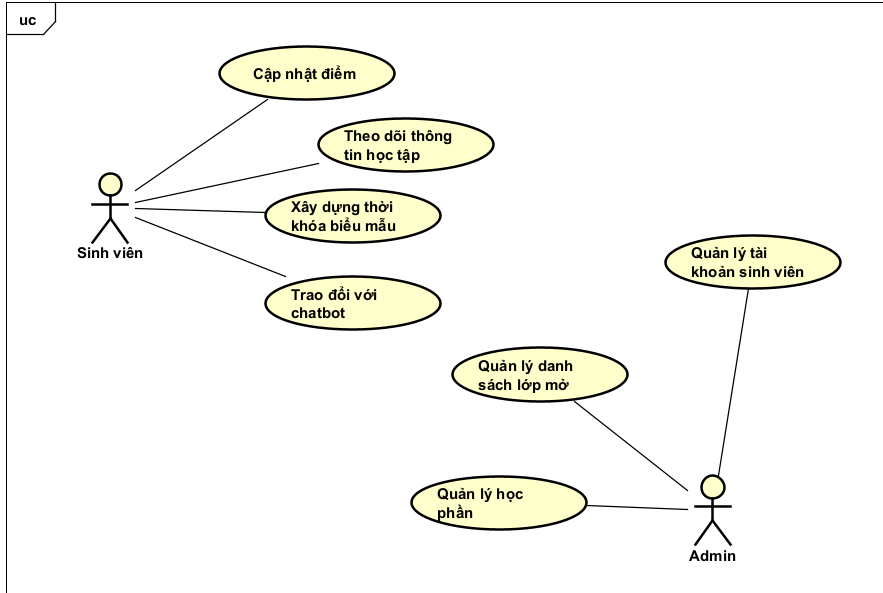 uc
Cập nhật điểm
Theo dõi thông
tin học tập
Xây dựng thời
khóa biểu mẫu
Sinh viên
Trao đổi với
chatbot
Quản lý tài
khoản sinh viên
Quản lý danh
sách lớp mở
Quản lý học
phần
Admin